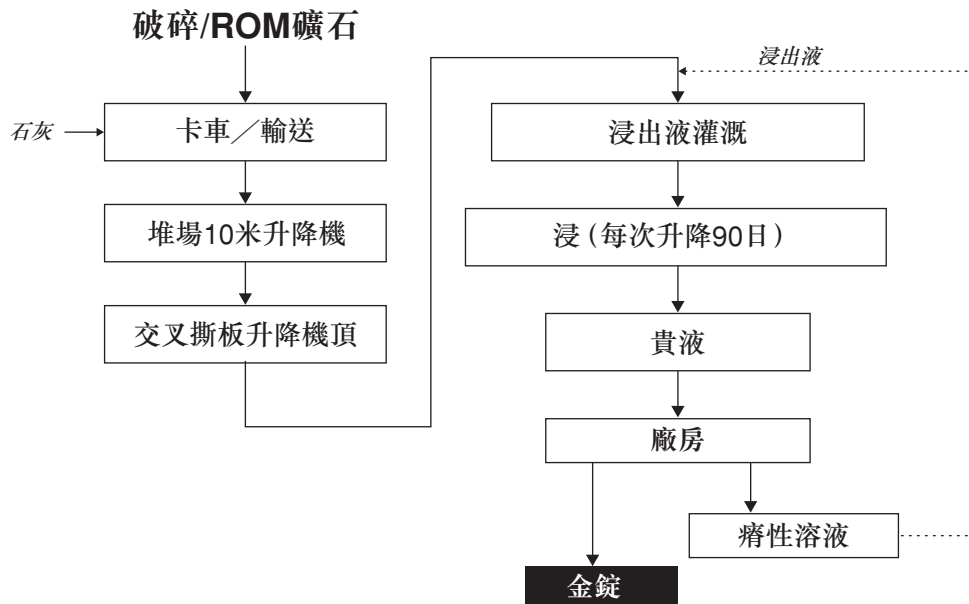 破碎/ROM礦石
石灰
卡車／輸送
堆場10米升降機
交叉撕板升降機頂
浸出液
浸出液灌溉
浸（每次升降90日）
貴液
廠房
瘠性溶液
金錠